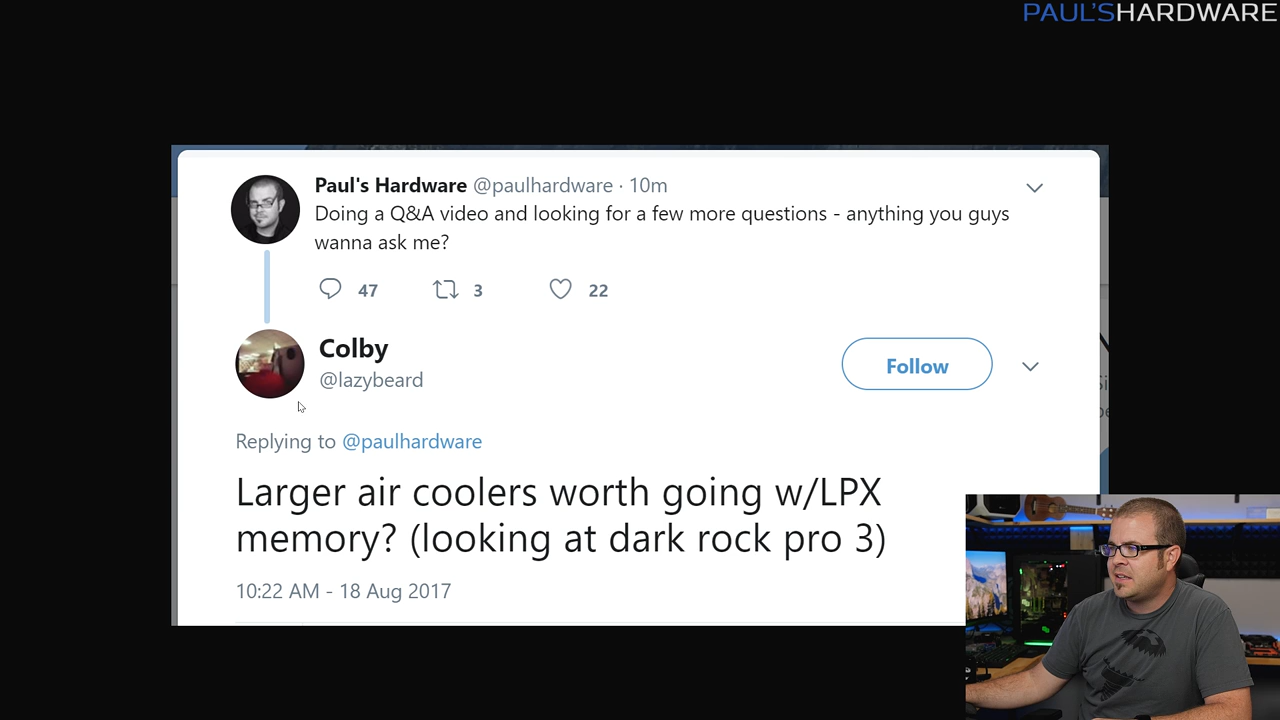 PAUL'SHARDWARE
Paul's Hardware @paulhardware · 10m
Doing a Q&A video and looking for a few more questions - anything you guys
wanna ask me?
47 3 22
Colby
@lazybeard
Follow
Replying to @paulhardware
Larger air coolers worth going w/LPX
memory? (looking at dark rock pro 3)
10:22 AM - 18 Aug 2017